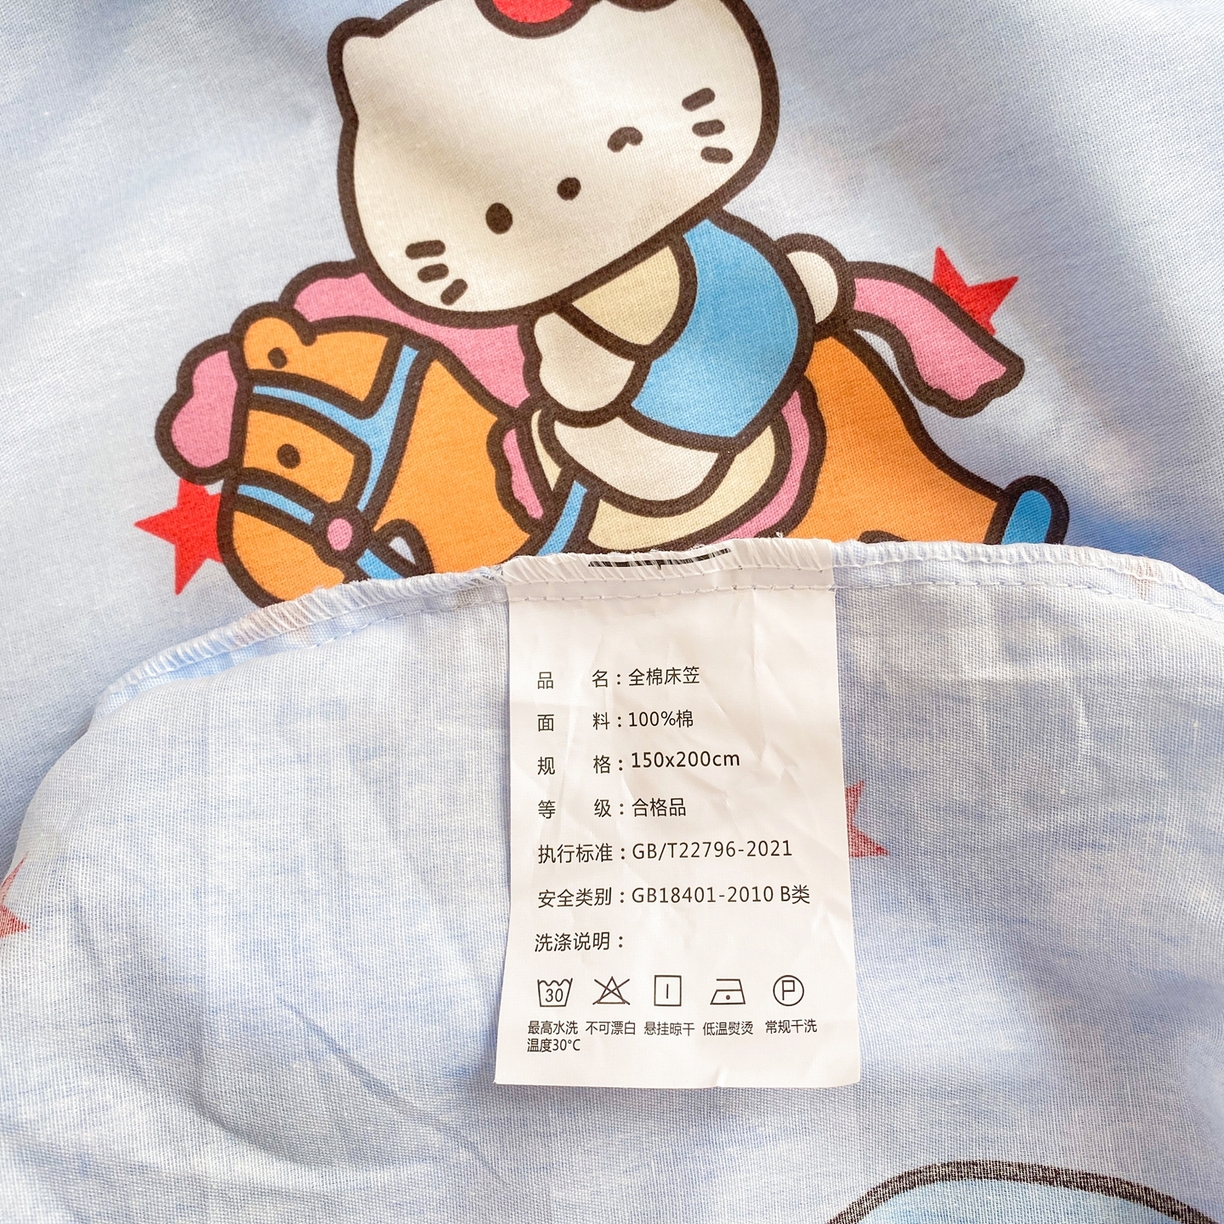 品 名：全棉床笠
面 料：100%棉
规 格：150x200cm
等 级：合格品
执行标准：GB/T22796-2021
安全类别：GB18401-2010 B类
洗涤说明：
30 P
最高水洗 不可漂白 悬挂晾干 低温熨烫 常规干洗
温度30°C